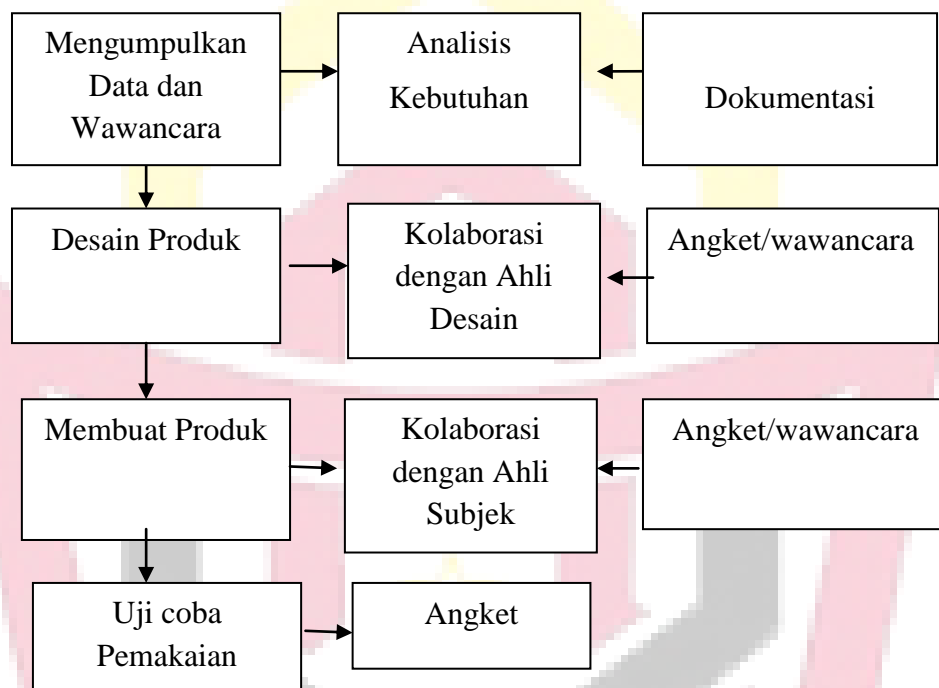 Mengumpulkan
Data dan
Wawancara
Analisis
Kebutuhan
Dokumentasi
Desain Produk
Kolaborasi
dengan Ahli
Desain
Angket/wawancara
Membuat Produk
Kolaborasi
dengan Ahli
Subjek
Angket/wawancara
Uji coba
Pemakaian
Angket